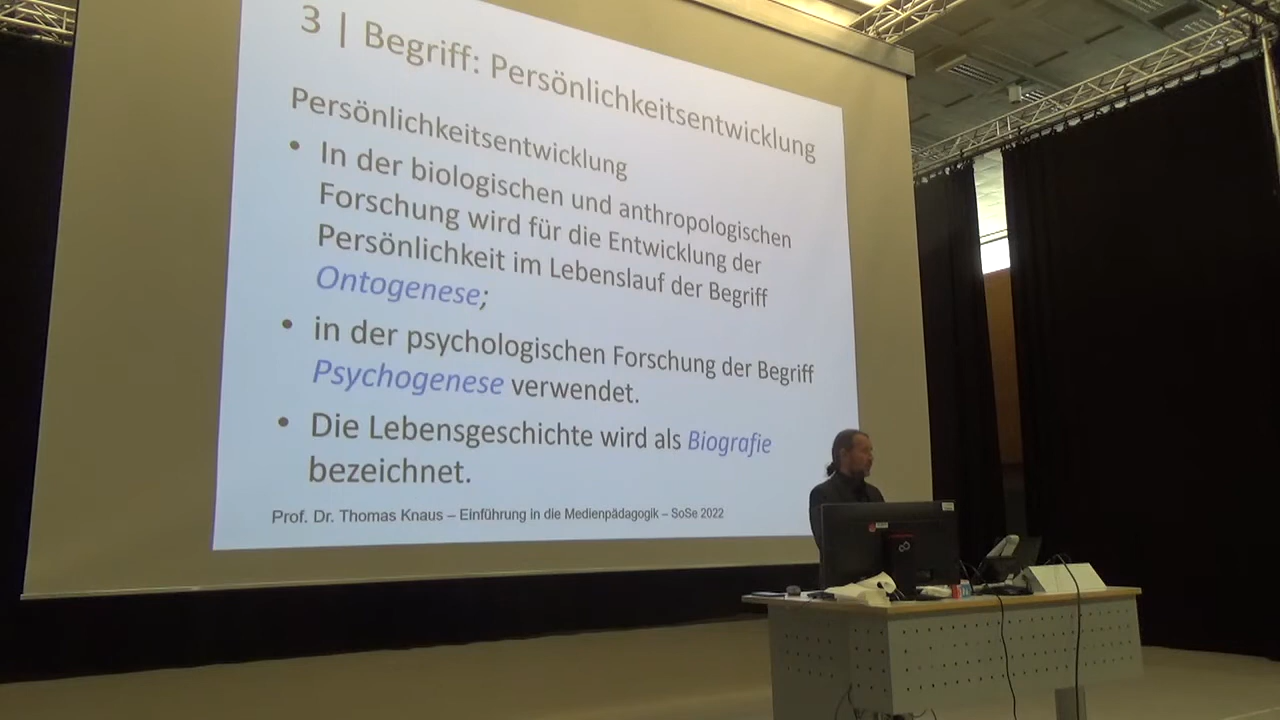 3 | Begriff: Persönlichkeitsentwicklung
Persönlichkeitsentwicklung
• In der biologischen und anthropologischen
Forschung wird für die Entwicklung der
Persönlichkeit im Lebenslauf der Begriff
Ontogenese;
• in der psychologischen Forschung der Begriff
Psychogenese verwendet.
• Die Lebensgeschichte wird als Biografie
bezeichnet.
Prof. Dr. Thomas Knaus – Einführung in die Medienpädagogik – SoSe 2022